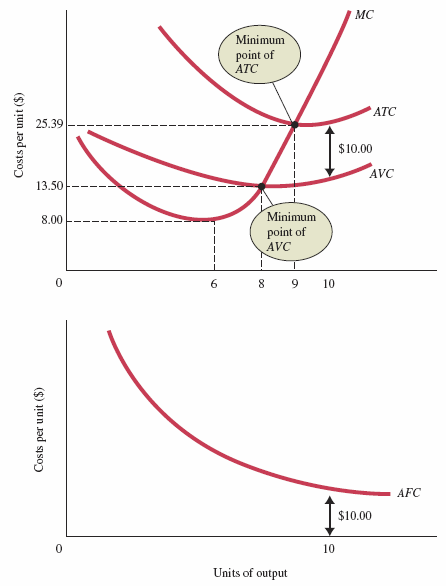 MC
Minimum
point of
ATC
ATC
25.39
$10.00
AVC
13.50
8.00
Minimum
point of
AVC
Costs per unit ($)
0
6
8
9
10
Costs per unit ($)
AFC
$10.00
0
10
Units of output